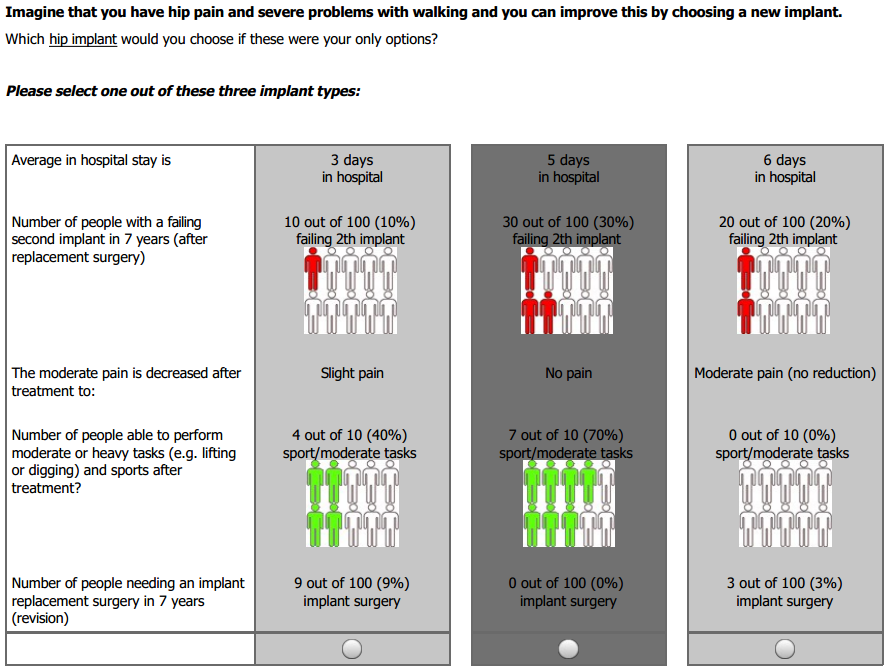 Imagine that you have hip pain and severe problems with walking and you can improve this by choosing a new implant.
Which hip implant would you choose if these were your only options?
Please select one out of these three implant types:
Average in hospital stay is
3 days
in hospital
5 days
in hospital
6 days
in hospital
Number of people with a failing
second implant in 7 years (after
replacement surgery)
10 out of 100 (10%)
failing 2th implant
30 out of 100 (30%)
failing 2th implant
20 out of 100 (20%)
failing 2th implant
The moderate pain is decreased after
treatment to:
Slight pain
No pain
Moderate pain (no reduction)
Number of people able to perform
moderate or heavy tasks (e.g. lifting
or digging) and sports after
treatment?
4 out of 10 (40%)
sport/moderate tasks
7 out of 10 (70%)
sport/moderate tasks
0 out of 10 (0%)
sport/moderate tasks
Number of people needing an implant
replacement surgery in 7 years
(revision)
9 out of 100 (9%)
implant surgery
0 out of 100 (0%)
implant surgery
3 out of 100 (3%)
implant surgery